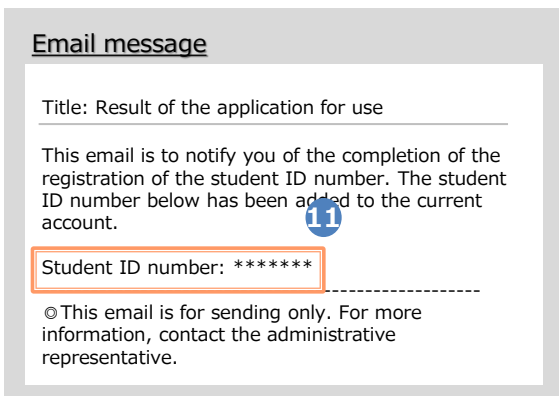 Email message
Title: Result of the application for use
This email is to notify you of the completion of the
registration of the student ID number. The student
ID number below has been added to the current
account.
11
Student ID number: *******
--------------------
◎This email is for sending only. For more
information, contact the administrative
representative.